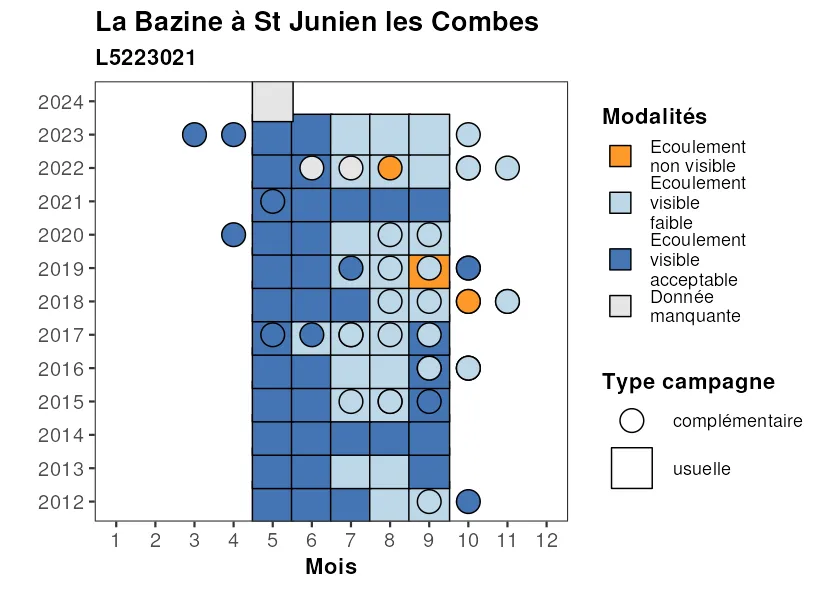 La Bazine à St Junien les Combes
L5223021
2024
2023
2022
2021
2020
2019
2018
2017
2016
2015
2014
2013
2012
1 2 3 4 5 6 7 8 9 10 11 12
Mois
Modalités
Ecoulement
non visible
Ecoulement
visible
faible
Ecoulement
visible
acceptable
Donnée
manquante
Type campagne
complémentaire
usuelle